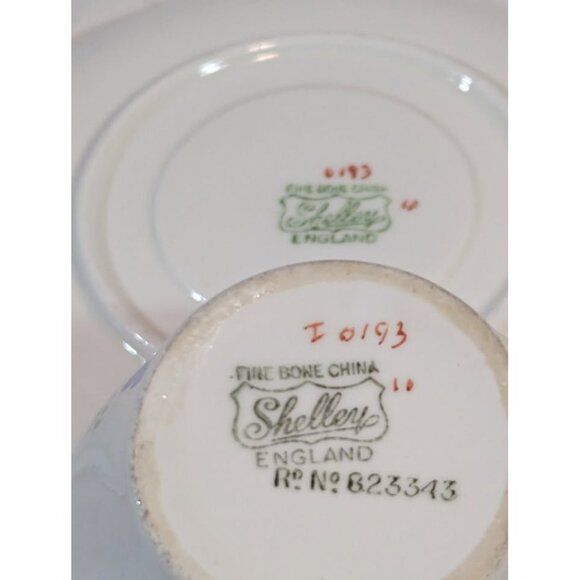 0193
FINE BONE CHINA
Shelley
ENGLAND
10
I 0193
FINE BONE CHINA
Shelley
10
ENGLAND
Rᴰ. Nᵒ. 823343